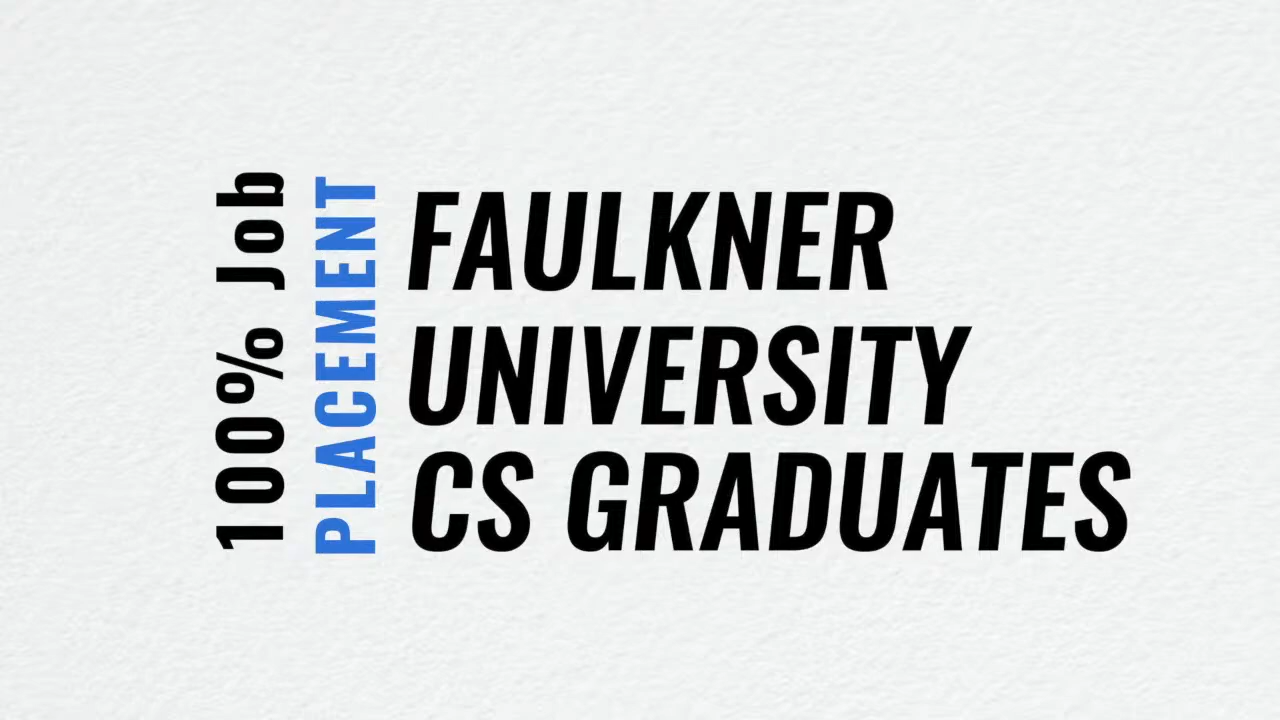 100% Job
PLACEMENT
FAULKNER
UNIVERSITY
CS GRADUATES